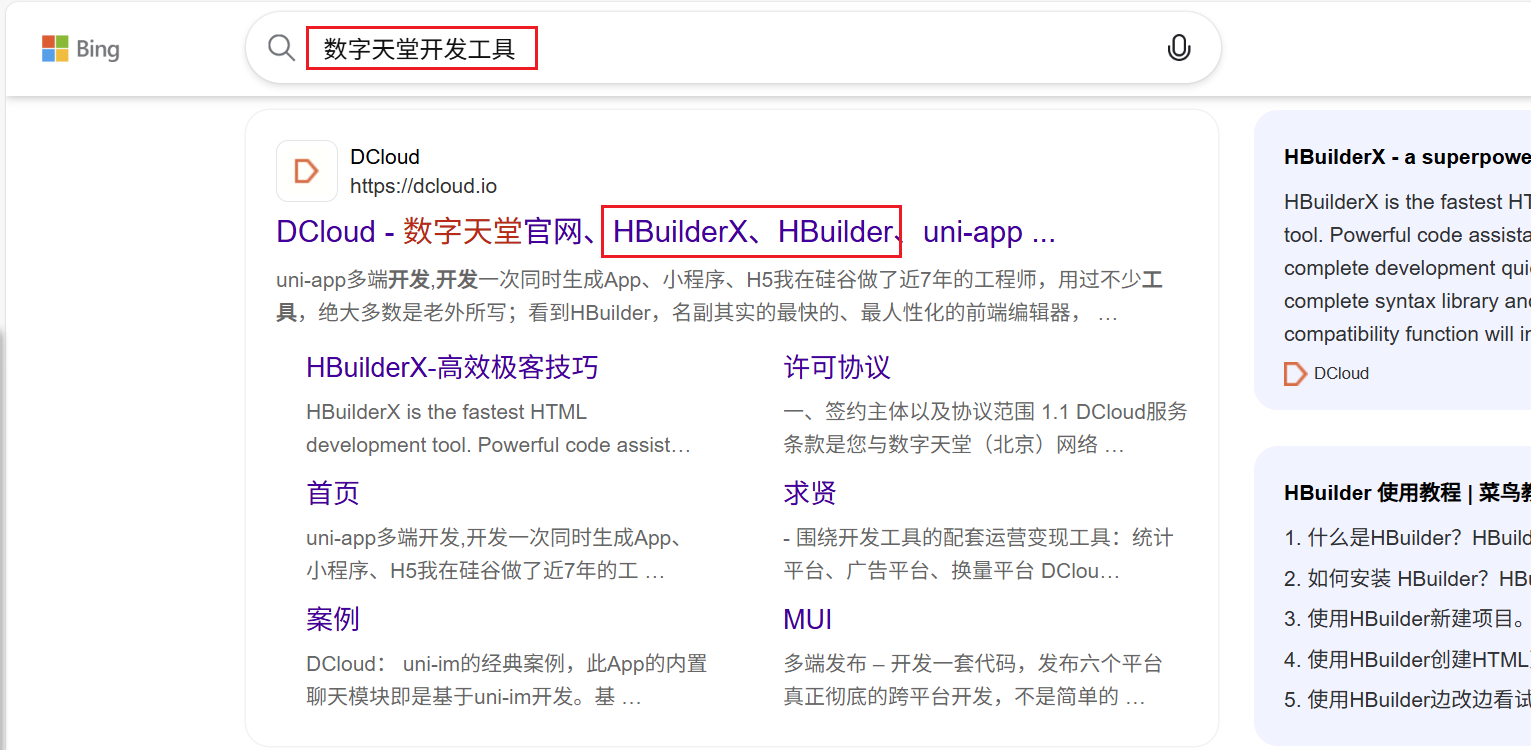 Bing
数字天堂开发工具
DCloud
https://dcloud.io
DCloud - 数字天堂官网、HBuilderX、HBuilder、uni-app ...
uni-app多端开发,开发一次同时生成App、小程序、H5我在硅谷做了近7年的工程师，用过不少工
具，绝大多数是老外所写；看到HBuilder，名副其实的最快的、最人性化的前端编辑器， …
HBuilderX-高效极客技巧
HBuilderX is the fastest HTML
development tool. Powerful code assist…
许可协议
一、签约主体以及协议范围 1.1 DCloud服务
条款是您与数字天堂（北京）网络 …
首页
uni-app多端开发,开发一次同时生成App、
小程序、H5我在硅谷做了近7年的工 …
求贤
- 围绕开发工具的配套运营变现工具：统计
平台、广告平台、换量平台 DClou…
案例
DCloud： uni-im的经典案例，此App的内置
聊天模块即是基于uni-im开发。基 …
MUI
多端发布 – 开发一套代码，发布六个平台
真正彻底的跨平台开发，不是简单的 …
HBuilderX - a superpowe
HBuilderX is the fastest HT
tool. Powerful code assista
complete development qui
complete syntax library and
compatibility function will in
DCloud
HBuilder 使用教程 | 菜鸟教
1. 什么是HBuilder？HBuild
2. 如何安装 HBuilder？HBu
3. 使用HBuilder新建项目。
4. 使用HBuilder创建HTML
5. 使用HBuilder边改边看试